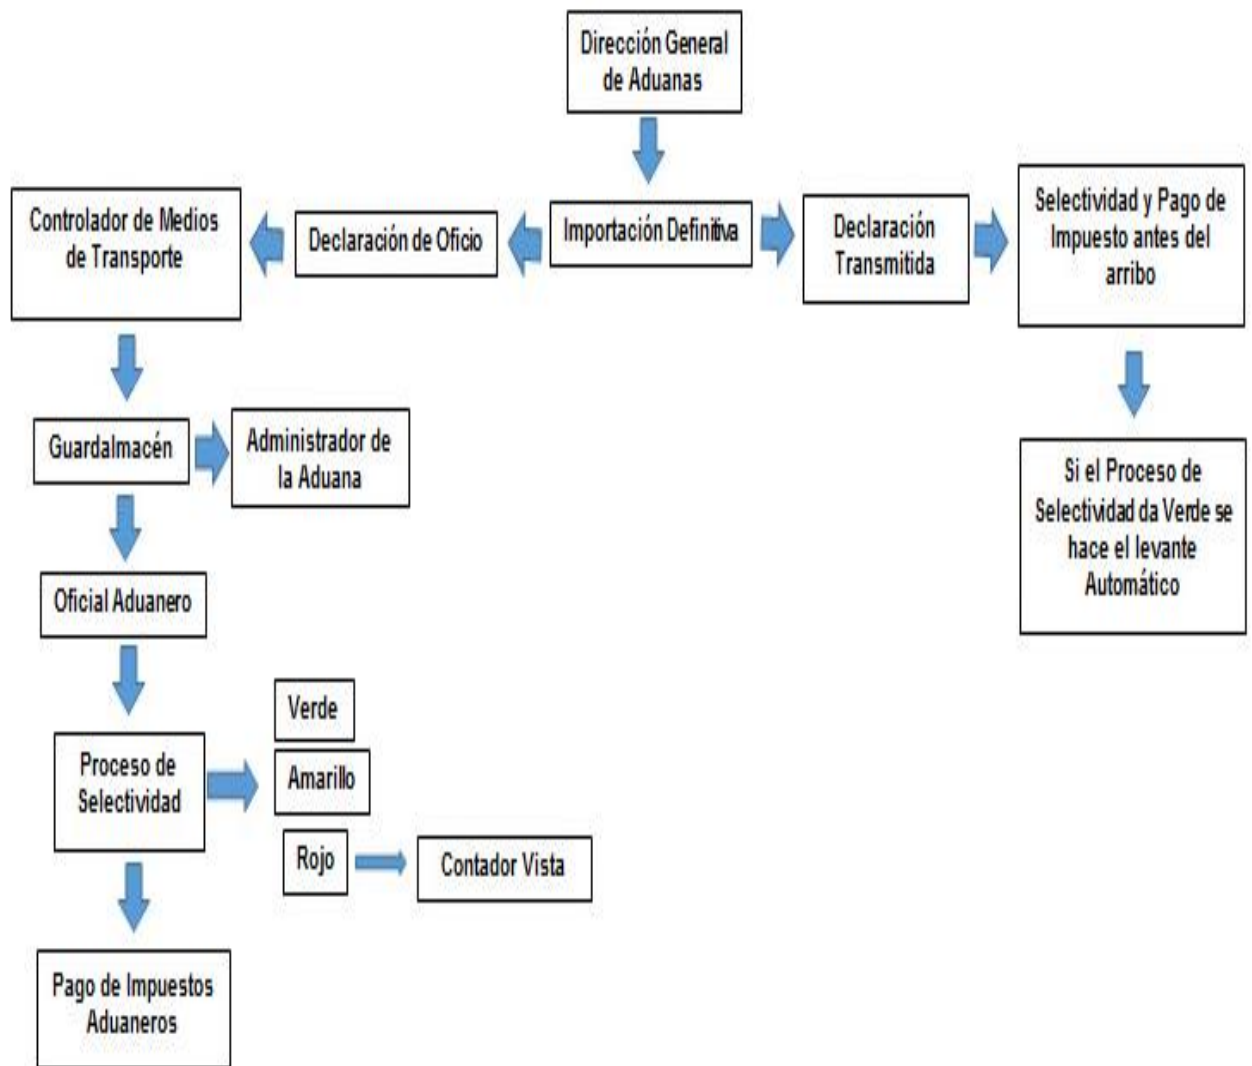 Dirección General
de Aduanas
Controlador de Medios
de Transporte
Declaración de Oficio
Importación Definitiva
Declaración
Transmitida
Selectividad y Pago de
Impuesto antes del
arribo
Guardalmacén
Administrador de
la Aduana
Si el Proceso de
Selectividad da Verde se
hace el levante
Automático
Oficial Aduanero
Proceso de
Selectividad
Verde
Amarillo
Rojo
Contador Vista
Pago de Impuestos
Aduaneros